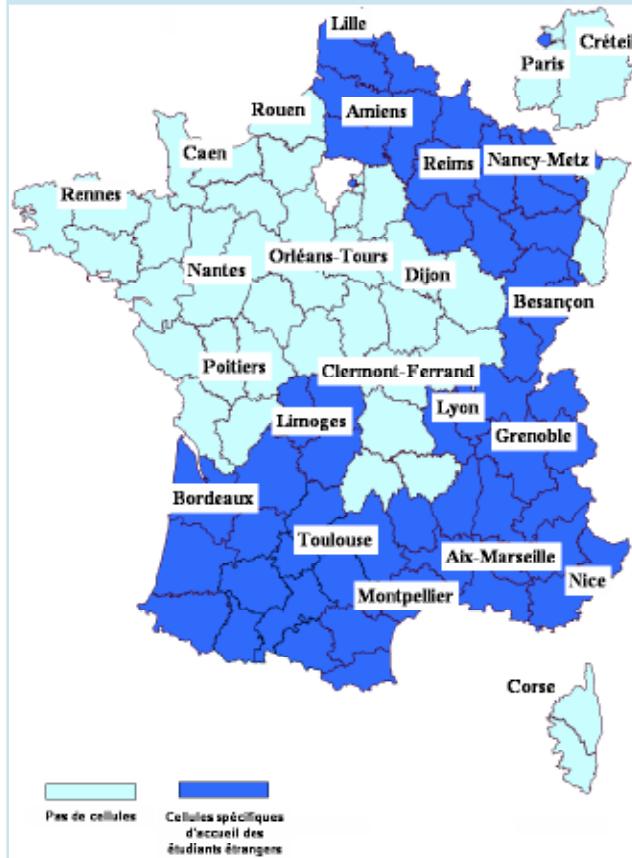 Lille
Créteil
Paris
Rouen
Amiens
Caen
Reims
Nancy-Metz
Rennes
Orléans-Tours
Nantes
Dijon
Besançon
Poitiers
Clermont-Ferrand
Limoges
Lyon
Grenoble
Bordeaux
Toulouse
Aix-Marseille
Nice
Montpellier
Corse
Pas de cellules
Cellules spécifiques
d'accueil des
étudiants étrangers